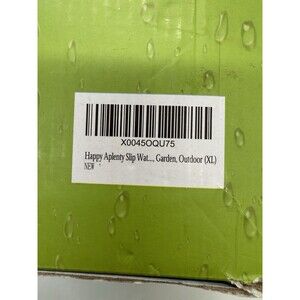 X0045OQU75
Happy Aplenty Slip Wat..., Garden, Outdoor (XL)
NEW